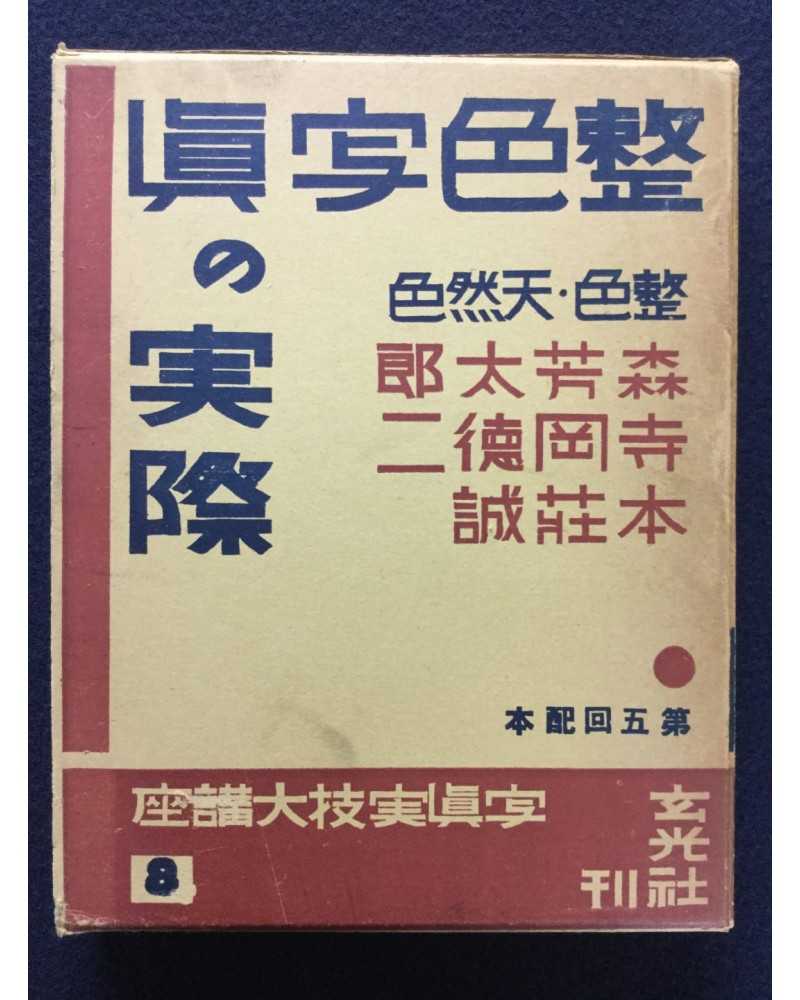 整色写眞
の
実
際
整色・天然色
森芳太郎
寺岡徳二
本莊誠
第五回配本
写眞実技大講座
8
玄光社刊